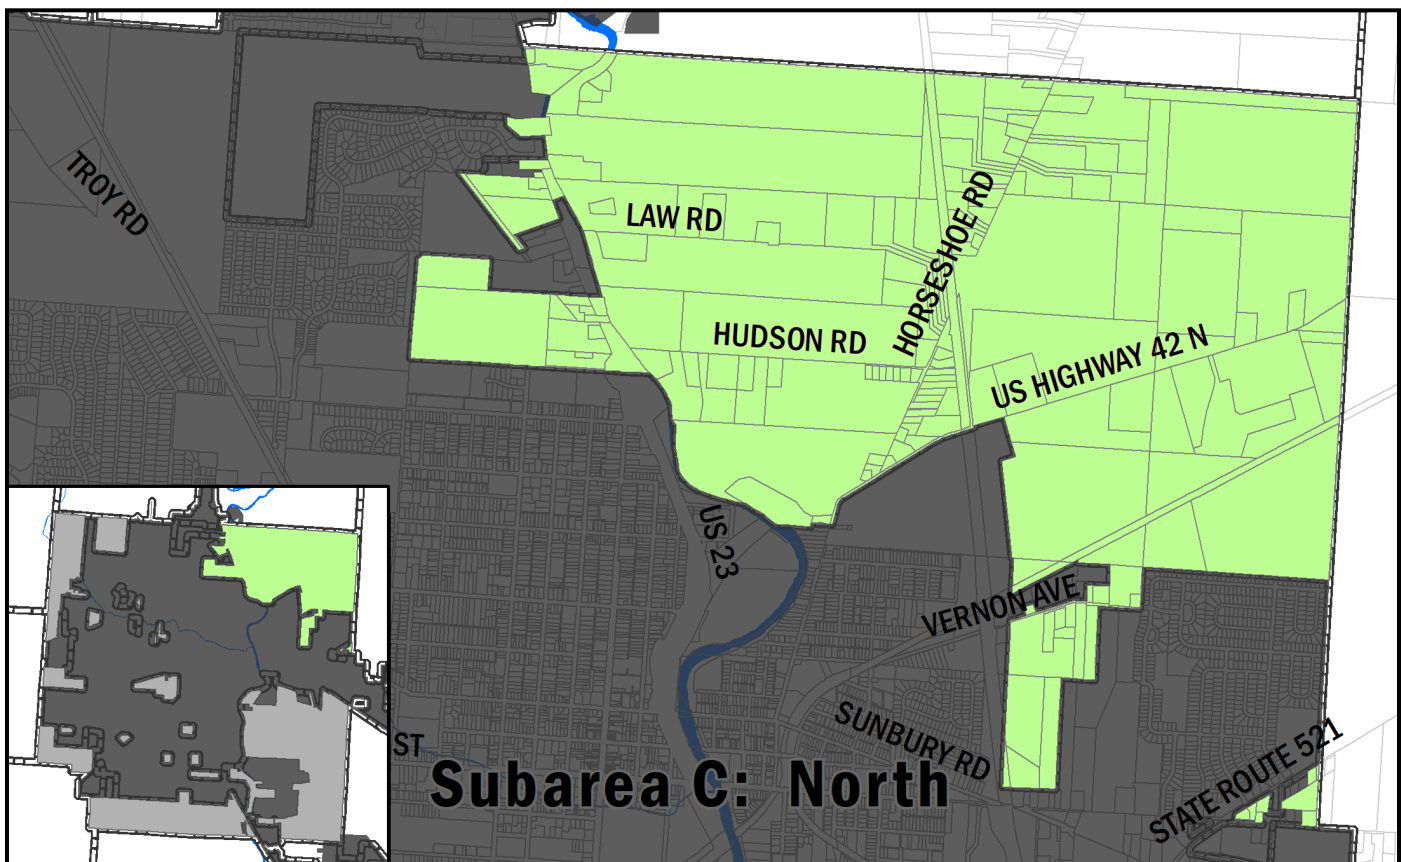 TROY RD
LAW RD
HORSESHOE RD
HUDSON RD
US HIGHWAY 42 N
US 23
VERNON AVE
SUNBURY RD
STATE ROUTE 521
ST
Subarea C: North